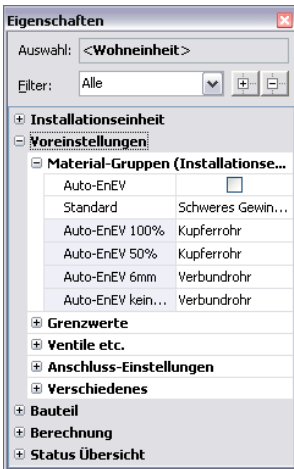 Eigenschaften
Auswahl: <Wohneinheit>
Filter: Alle
Installationseinheit
Voreinstellungen
Material-Gruppen (Installationse...
Auto-EnEV
Standard Schweres Gewin...
Auto-EnEV 100% Kupferrohr
Auto-EnEV 50% Kupferrohr
Auto-EnEV 6mm Verbundrohr
Auto-EnEV kein... Verbundrohr
Grenzwerte
Ventile etc.
Anschluss-Einstellungen
Verschiedenes
Bauteil
Berechnung
Status Übersicht